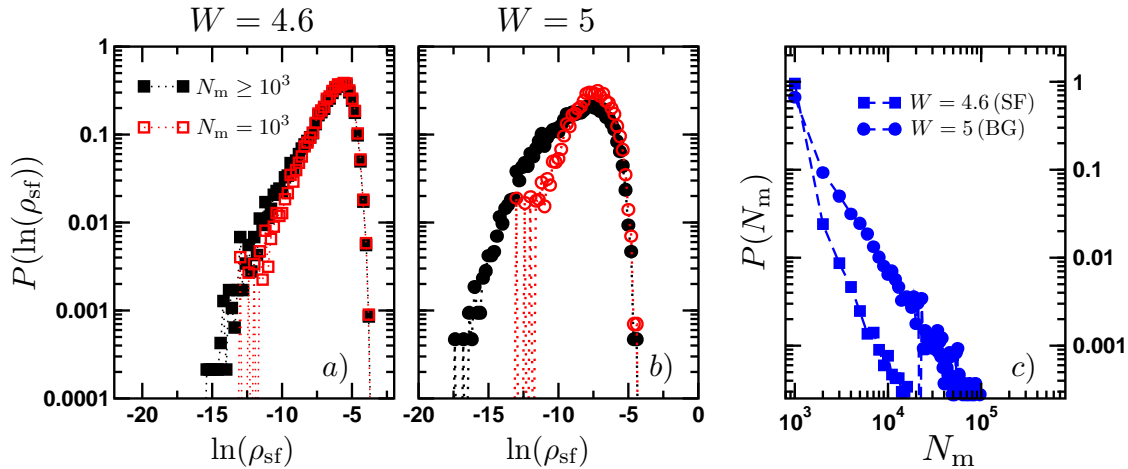 W = 4.6
W = 5
P(ln(ρ_sf))
1
0.1
0.01
0.001
0.0001
N_m ≥ 10^3
N_m = 10^3
a)
-20 -15 -10 -5
ln(ρ_sf)
b)
-20 -15 -10 -5 0
ln(ρ_sf)
W = 4.6 (SF)
W = 5 (BG)
c)
P(N_m)
1
0.1
0.01
0.001
10^3 10^4 10^5
N_m